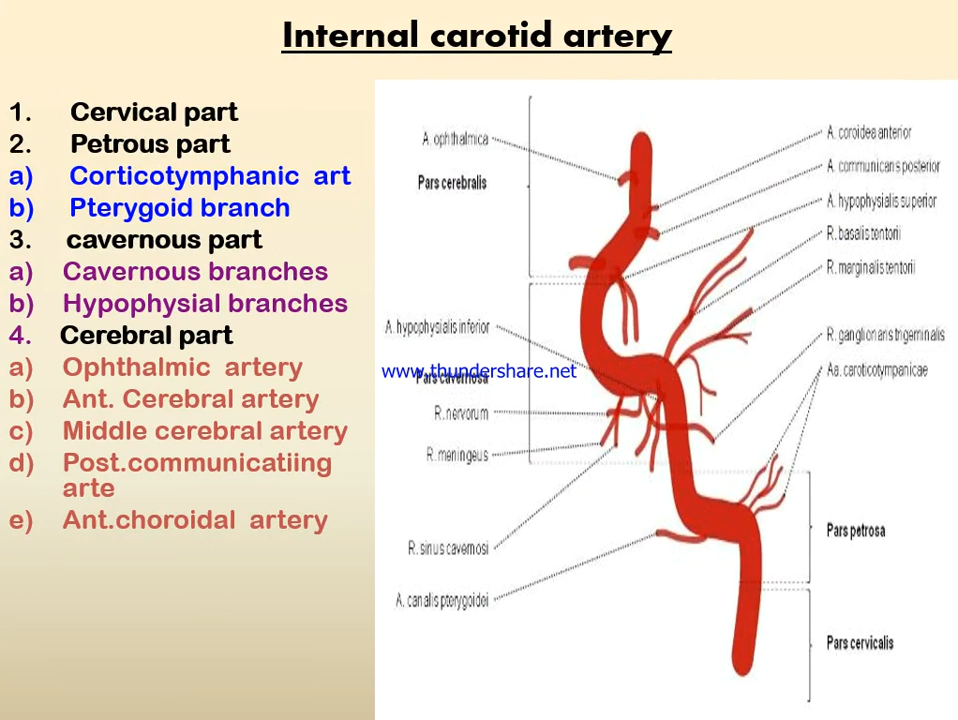 Internal carotid artery
1. Cervical part
2. Petrous part
a) Corticotymphanic art
b) Pterygoid branch
3. cavernous part
a) Cavernous branches
b) Hypophysial branches
4. Cerebral part
a) Ophthalmic artery
b) Ant. Cerebral artery
c) Middle cerebral artery
d) Post.communicatiing
arte
e) Ant.choroidal artery
A. ophthalmica
Pars cerebralis
A. hypophysialis inferior
www.thundershare.net
Pars cavernosa
R. nervorum
R. meningeus
R. sinus cavernosi
A. canalis pterygoidei
A. coroidea anterior
A. communicans posterior
A. hypophysialis superior
R. basalis tentorii
R. marginalis tentorii
R. ganglionaris trigeminalis
Aa. caroticotympanicae
Pars petrosa
Pars cervicalis